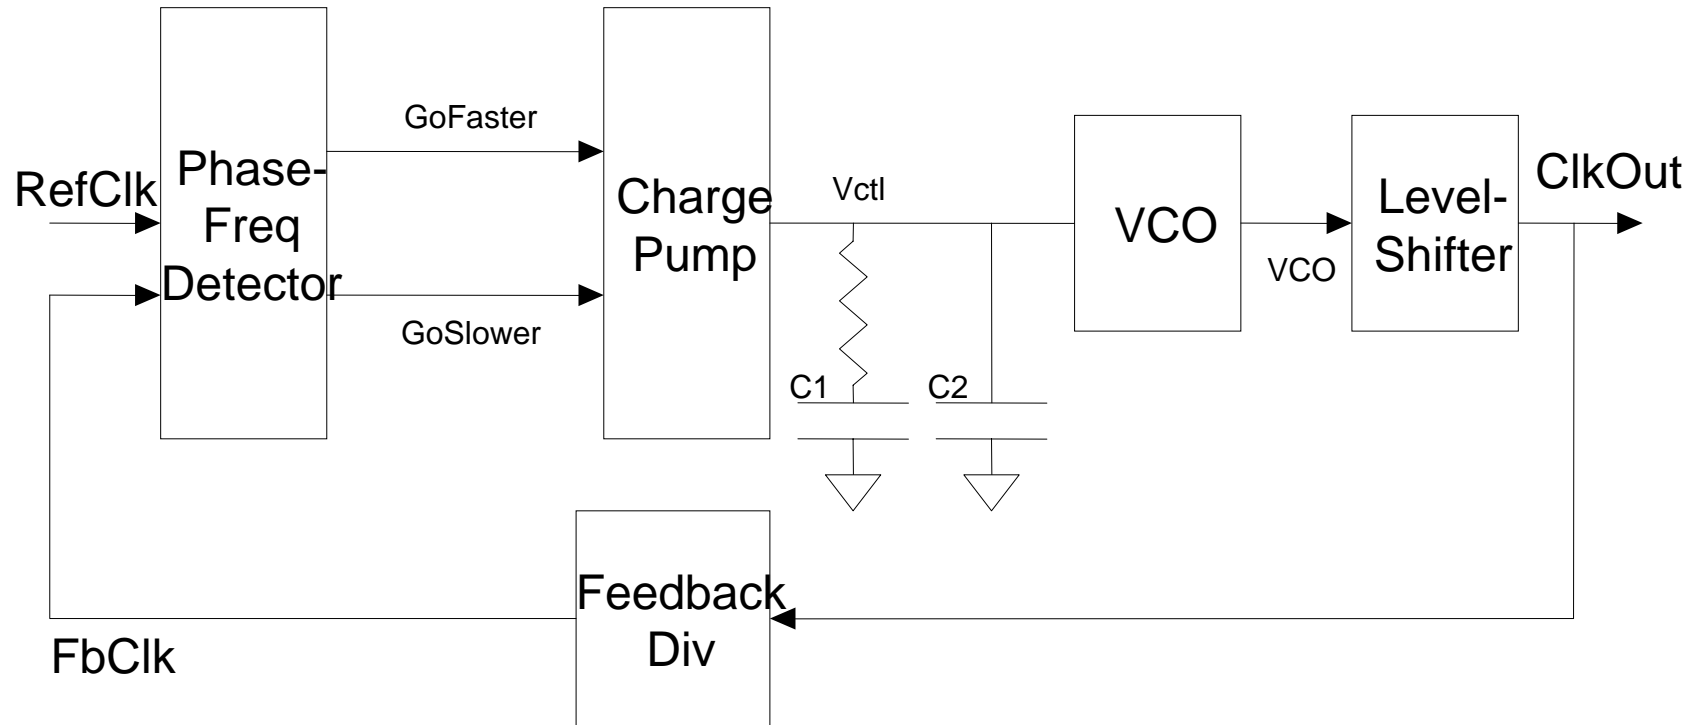 GoFaster
RefClk
Phase-
Freq
Detector
GoSlower
Charge
Pump
Vctl
C1
C2
VCO
VCO
Level-
Shifter
ClkOut
Feedback
Div
FbClk